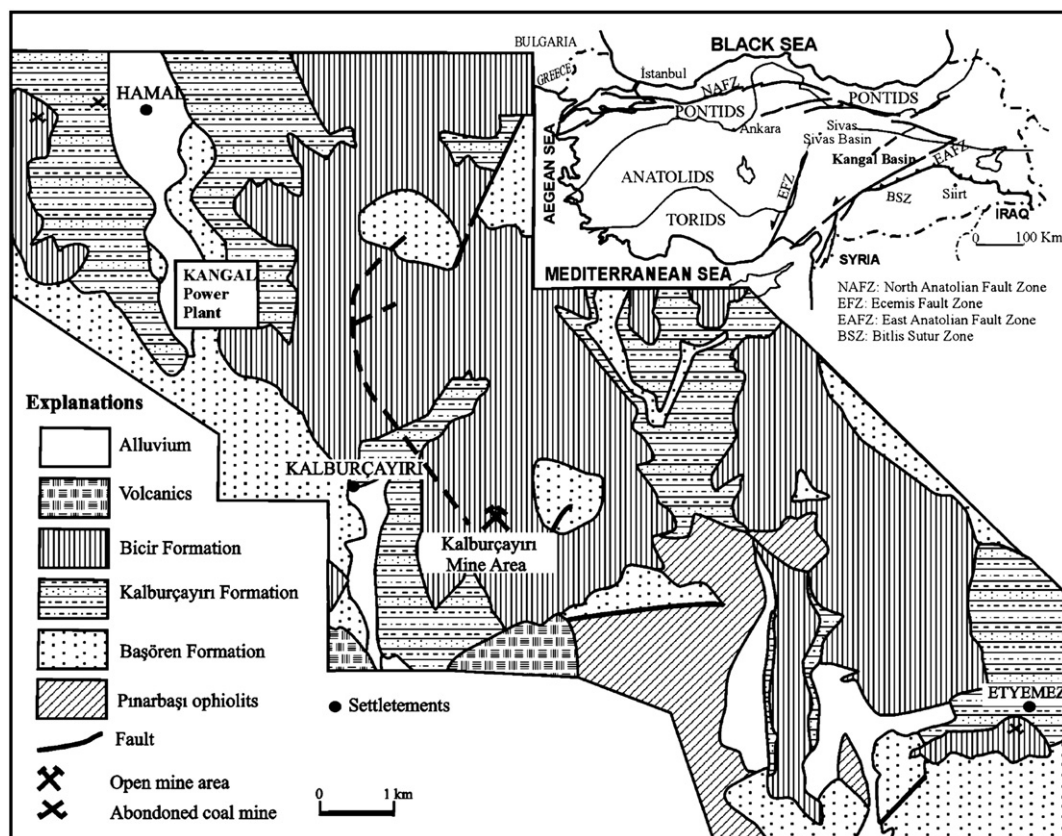 BULGARIA
BLACK SEA
GREECE
İstanbul
NAFZ
PONTIDS
PONTIDS
Ankara
Sivas
Sivas Basin
Kangal Basin
EAFZ
AEGEAN SEA
ANATOLIDS
EFZ
BSZ
Siirt
TORIDS
IRAQ
0 100 Km
SYRIA
MEDITERRANEAN SEA
NAFZ: North Anatolian Fault Zone
EFZ: Ecemis Fault Zone
EAFZ: East Anatolian Fault Zone
BSZ: Bitlis Sutur Zone
HAMAL
KANGAL
Power
Plant
KALBURÇAYIRI
Kalburçayırı
Mine Area
ETYEMEZ
Explanations
Alluvium
Volcanics
Bicir Formation
Kalburçayırı Formation
Başören Formation
Pınarbaşı ophiolits
Fault
Open mine area
Abondoned coal mine
Settletements
0 1 km